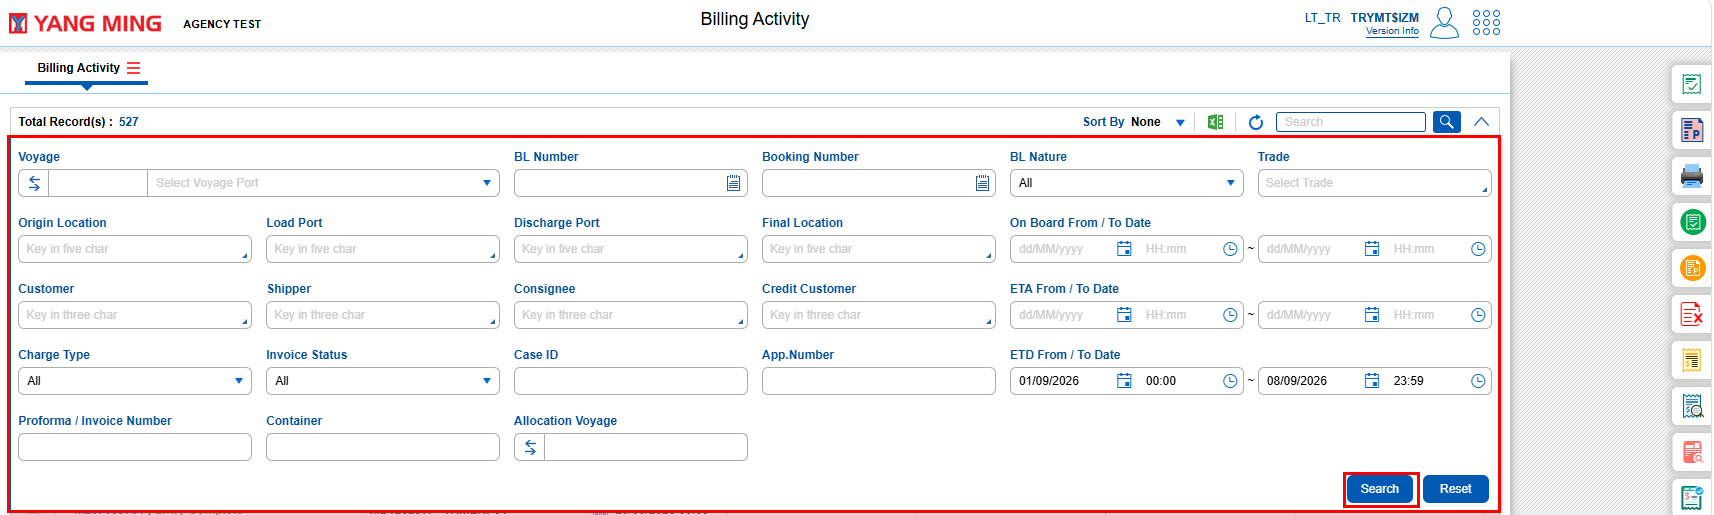 YANG MING AGENCY TEST Billing Activity LT_TR TRYMT$IZM
Version Info
Billing Activity
Total Record(s) : 527 Sort By None Search
Voyage BL Number Booking Number BL Nature Trade
Select Voyage Port All Select Trade
Origin Location Load Port Discharge Port Final Location On Board From / To Date
Key in five char Key in five char Key in five char Key in five char dd/MM/yyyy HH:mm ~ dd/MM/yyyy HH:mm
Customer Shipper Consignee Credit Customer ETA From / To Date
Key in three char Key in three char Key in three char Key in three char dd/MM/yyyy HH:mm ~ dd/MM/yyyy HH:mm
Charge Type Invoice Status Case ID App.Number ETD From / To Date
All All 01/09/2026 00:00 ~ 08/09/2026 23:59
Proforma / Invoice Number Container Allocation Voyage
Search Reset